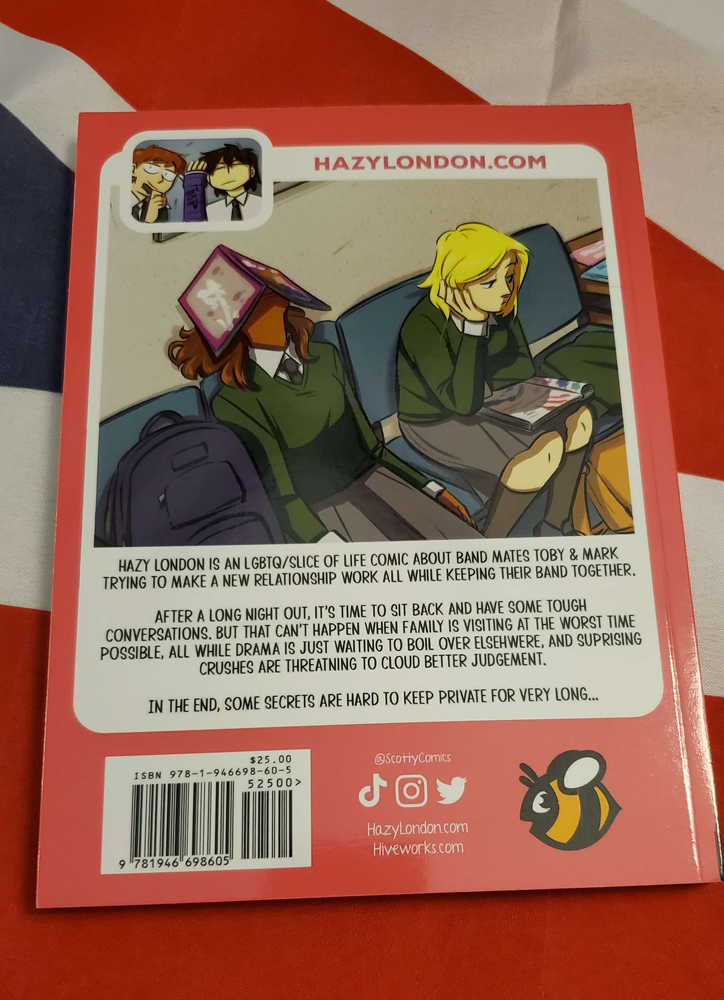 HAZYLONDON.COM
HAZY LONDON IS AN LGBTQ/SLICE OF LIFE COMIC ABOUT BAND MATES TOBY & MARK
TRYING TO MAKE A NEW RELATIONSHIP WORK ALL WHILE KEEPING THEIR BAND TOGETHER.
AFTER A LONG NIGHT OUT, IT'S TIME TO SIT BACK AND HAVE SOME TOUGH
CONVERSATIONS. BUT THAT CAN'T HAPPEN WHEN FAMILY IS VISITING AT THE WORST TIME
POSSIBLE, ALL WHILE DRAMA IS JUST WAITING TO BOIL OVER ELSEHWERE, AND SUPRISING
CRUSHES ARE THREATNING TO CLOUD BETTER JUDGEMENT.
IN THE END, SOME SECRETS ARE HARD TO KEEP PRIVATE FOR VERY LONG...
$25.00
ISBN 978-1-946698-60-5
52500>
9 781946 698605
@ScottyComics
HazyLondon.com
Hiveworks.com